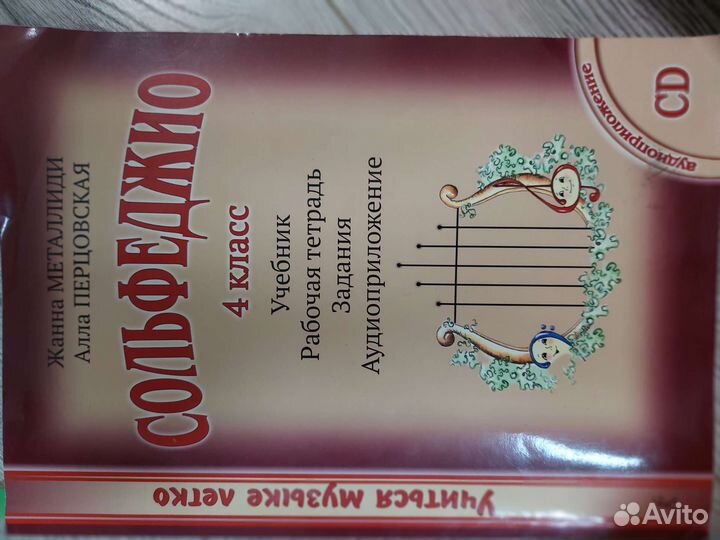 Жанна МЕТАЛЛИДИ
Алла ПЕРЦОВСКАЯ
СОЛЬФЕДЖИО
4 класс
Учебник
Рабочая тетрадь
Задания
Аудиоприложение
CD
аудиоприложение
Учиться музыке легко
Avito